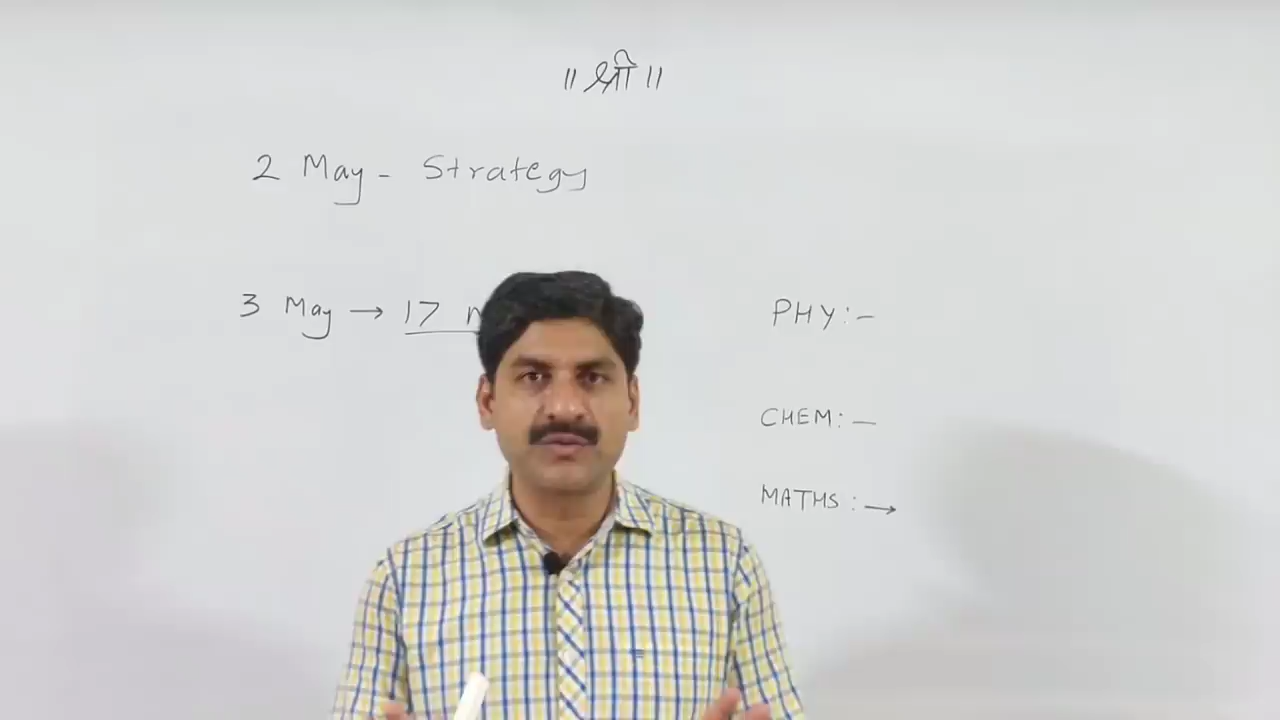 ॥ श्री ॥
2 May - Strategy
3 May → 17
PHY :-
CHEM : —
MATHS : →